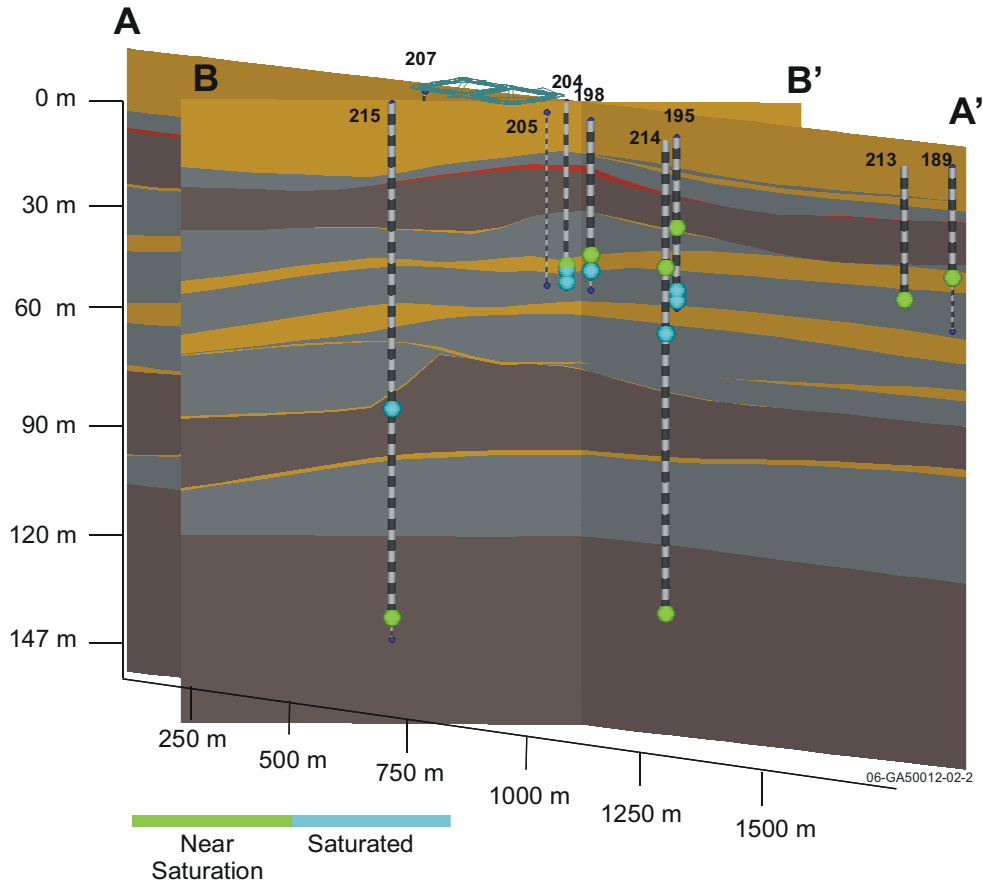 A
207
B
204
B’
0 m
198
A’
215
195
205
214
213
189
30 m
60 m
90 m
120 m
147 m
250 m
500 m
750 m
1000 m
1250 m
1500 m
06-GA50012-02-2
Near
Saturation
Saturated